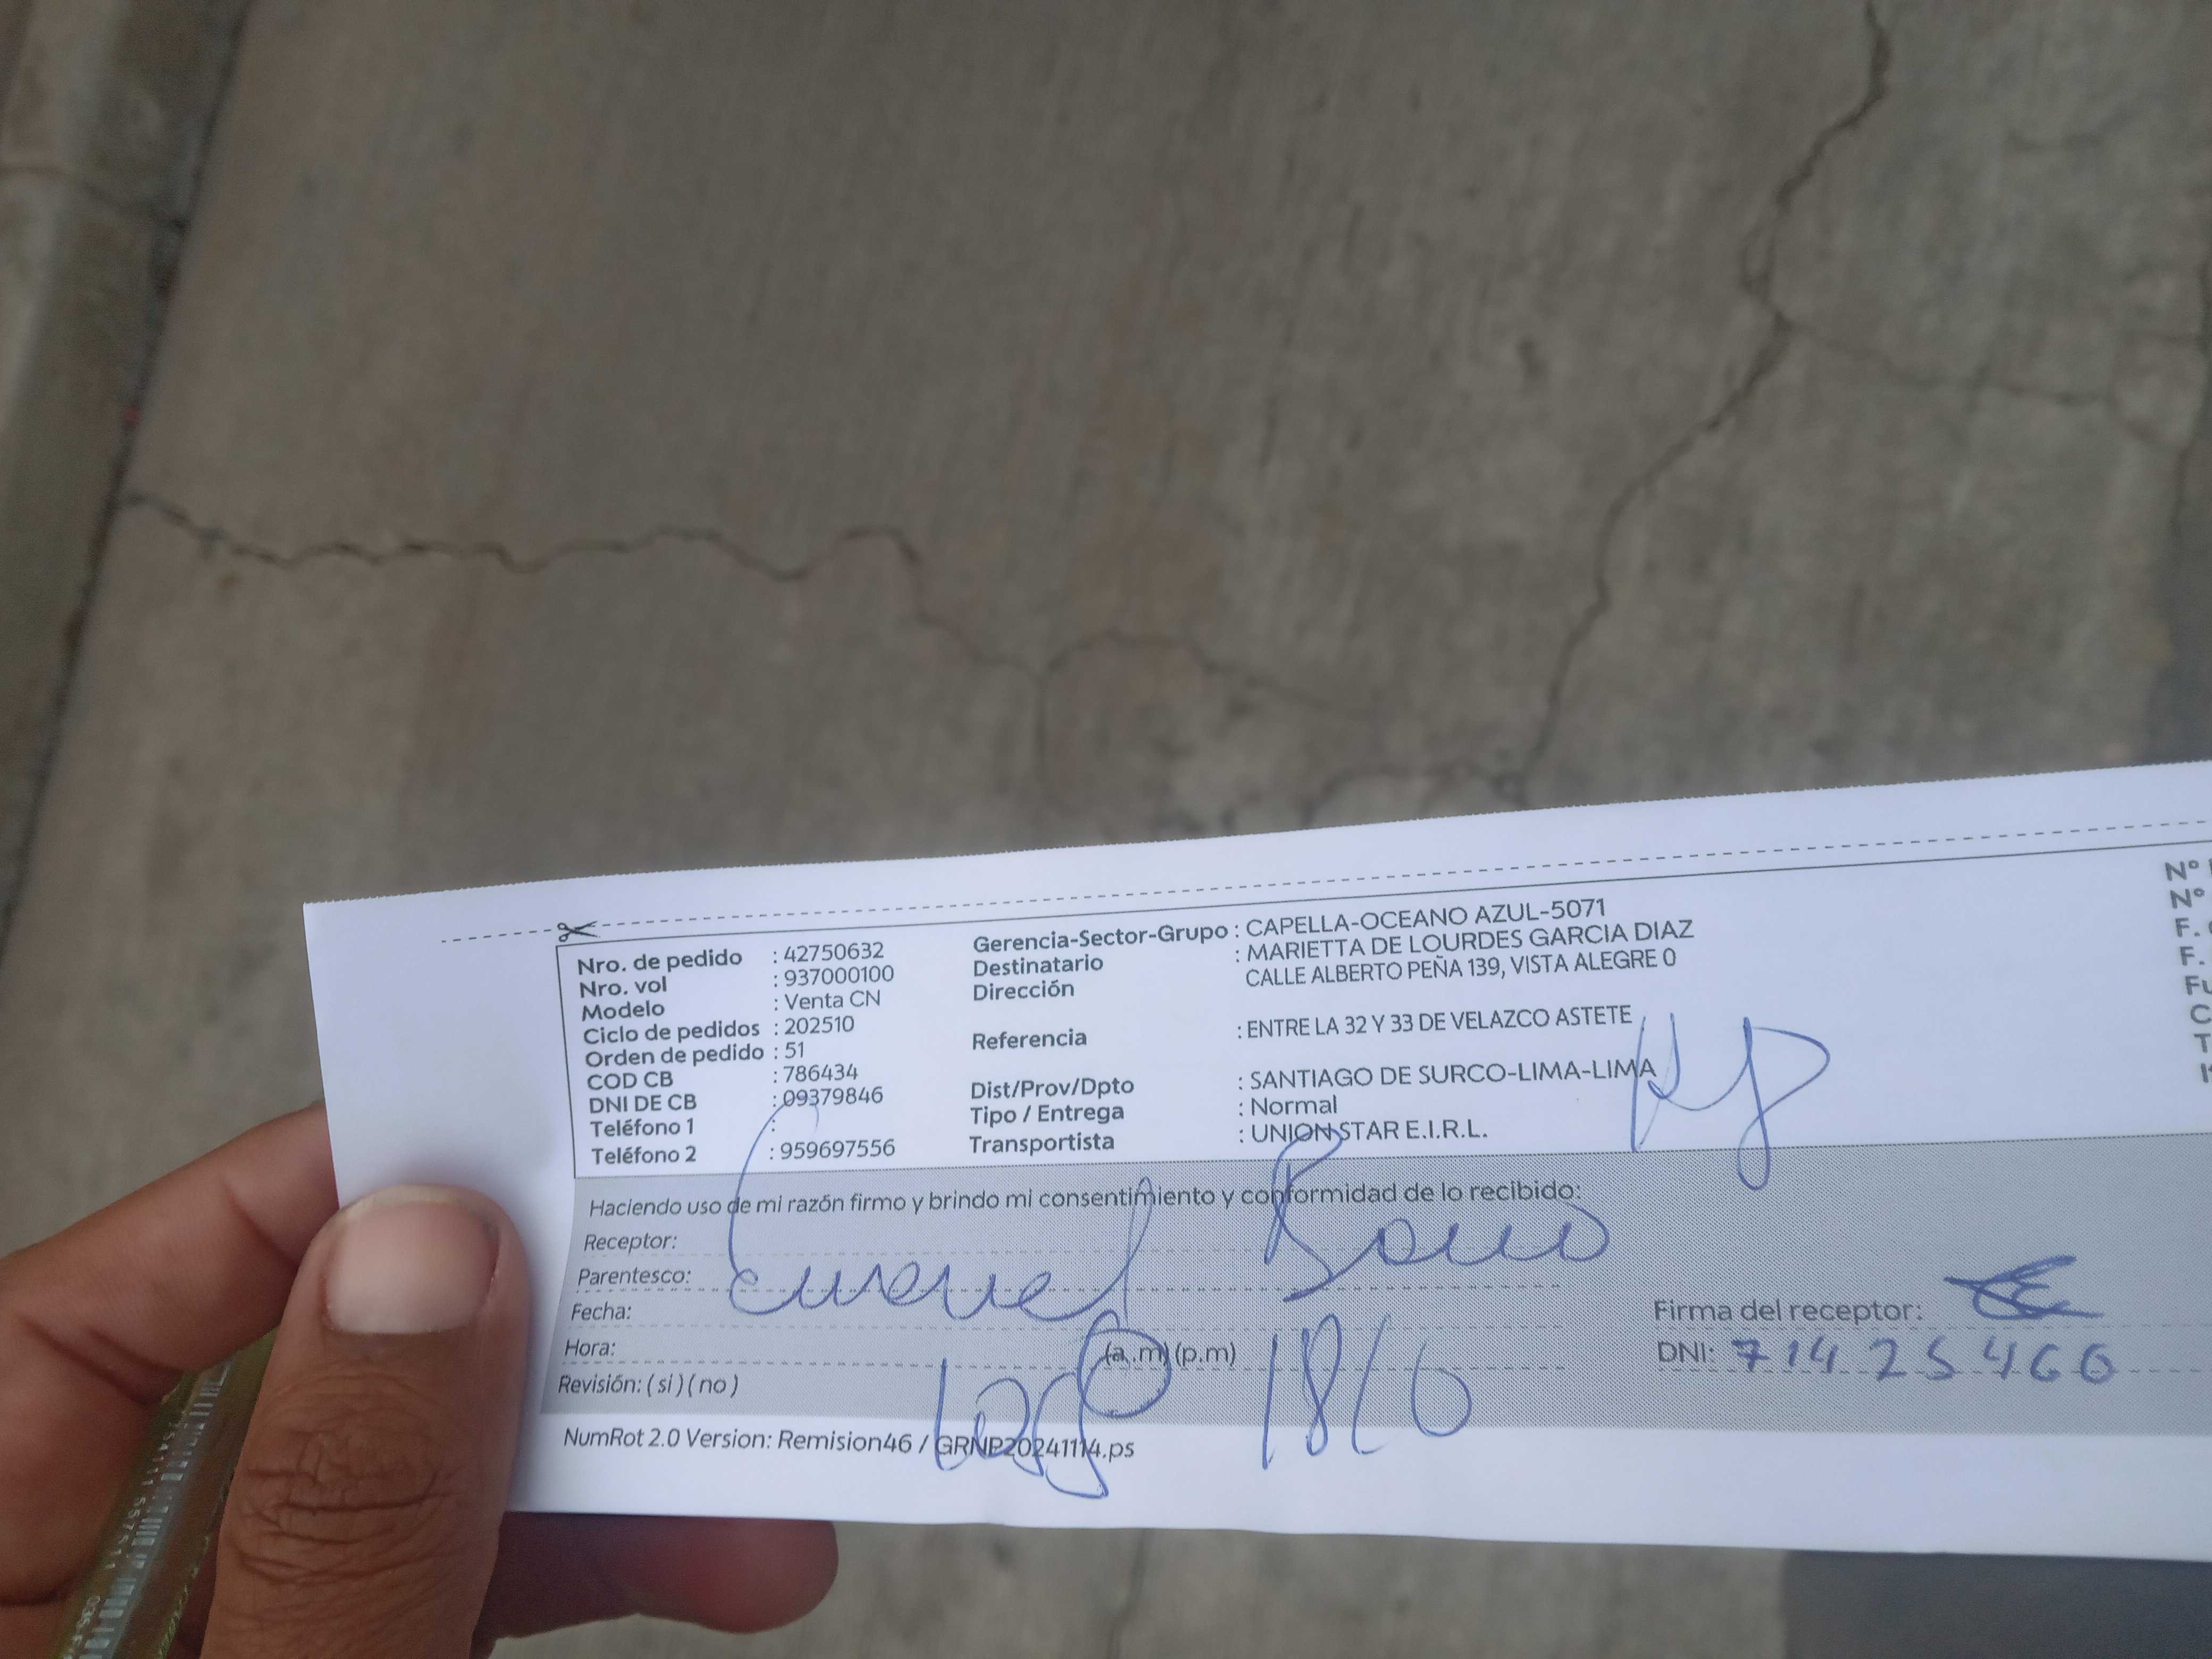 Nro. de pedido : 42750632
Nro. vol : 937000100
Modelo : Venta CN
Ciclo de pedidos : 202510
Orden de pedido : 51
COD CB : 786434
DNI DE CB : 09379846
Teléfono 1 :
Teléfono 2 : 959697556
Gerencia-Sector-Grupo : CAPELLA-OCEANO AZUL-5071
Destinatario : MARIETTA DE LOURDES GARCIA DIAZ
Dirección CALLE ALBERTO PEÑA 139, VISTA ALEGRE 0
Referencia : ENTRE LA 32 Y 33 DE VELAZCO ASTETE
Dist/Prov/Dpto : SANTIAGO DE SURCO-LIMA-LIMA
Tipo / Entrega : Normal
Transportista : UNION STAR E.I.R.L.
Nº
Nº
F.
F.
Haciendo uso de mi razón firmo y brindo mi consentimiento y conformidad de lo recibido:
Receptor:
Parentesco:
Fecha:
Hora: (a.m) (p.m) 18/6
Revisión: ( si ) ( no )
Firma del receptor:
DNI: 71425466
NumRot 2.0 Version: Remision46 / GRNP20241114.ps